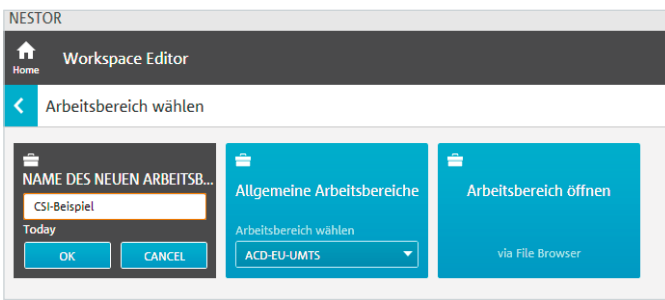 NESTOR
Home
Workspace Editor
Arbeitsbereich wählen
NAME DES NEUEN ARBEITSB...
CSI-Beispiel
Today
OK
CANCEL
Allgemeine Arbeitsbereiche
Arbeitsbereich wählen
ACD-EU-UMTS
Arbeitsbereich öffnen
via File Browser